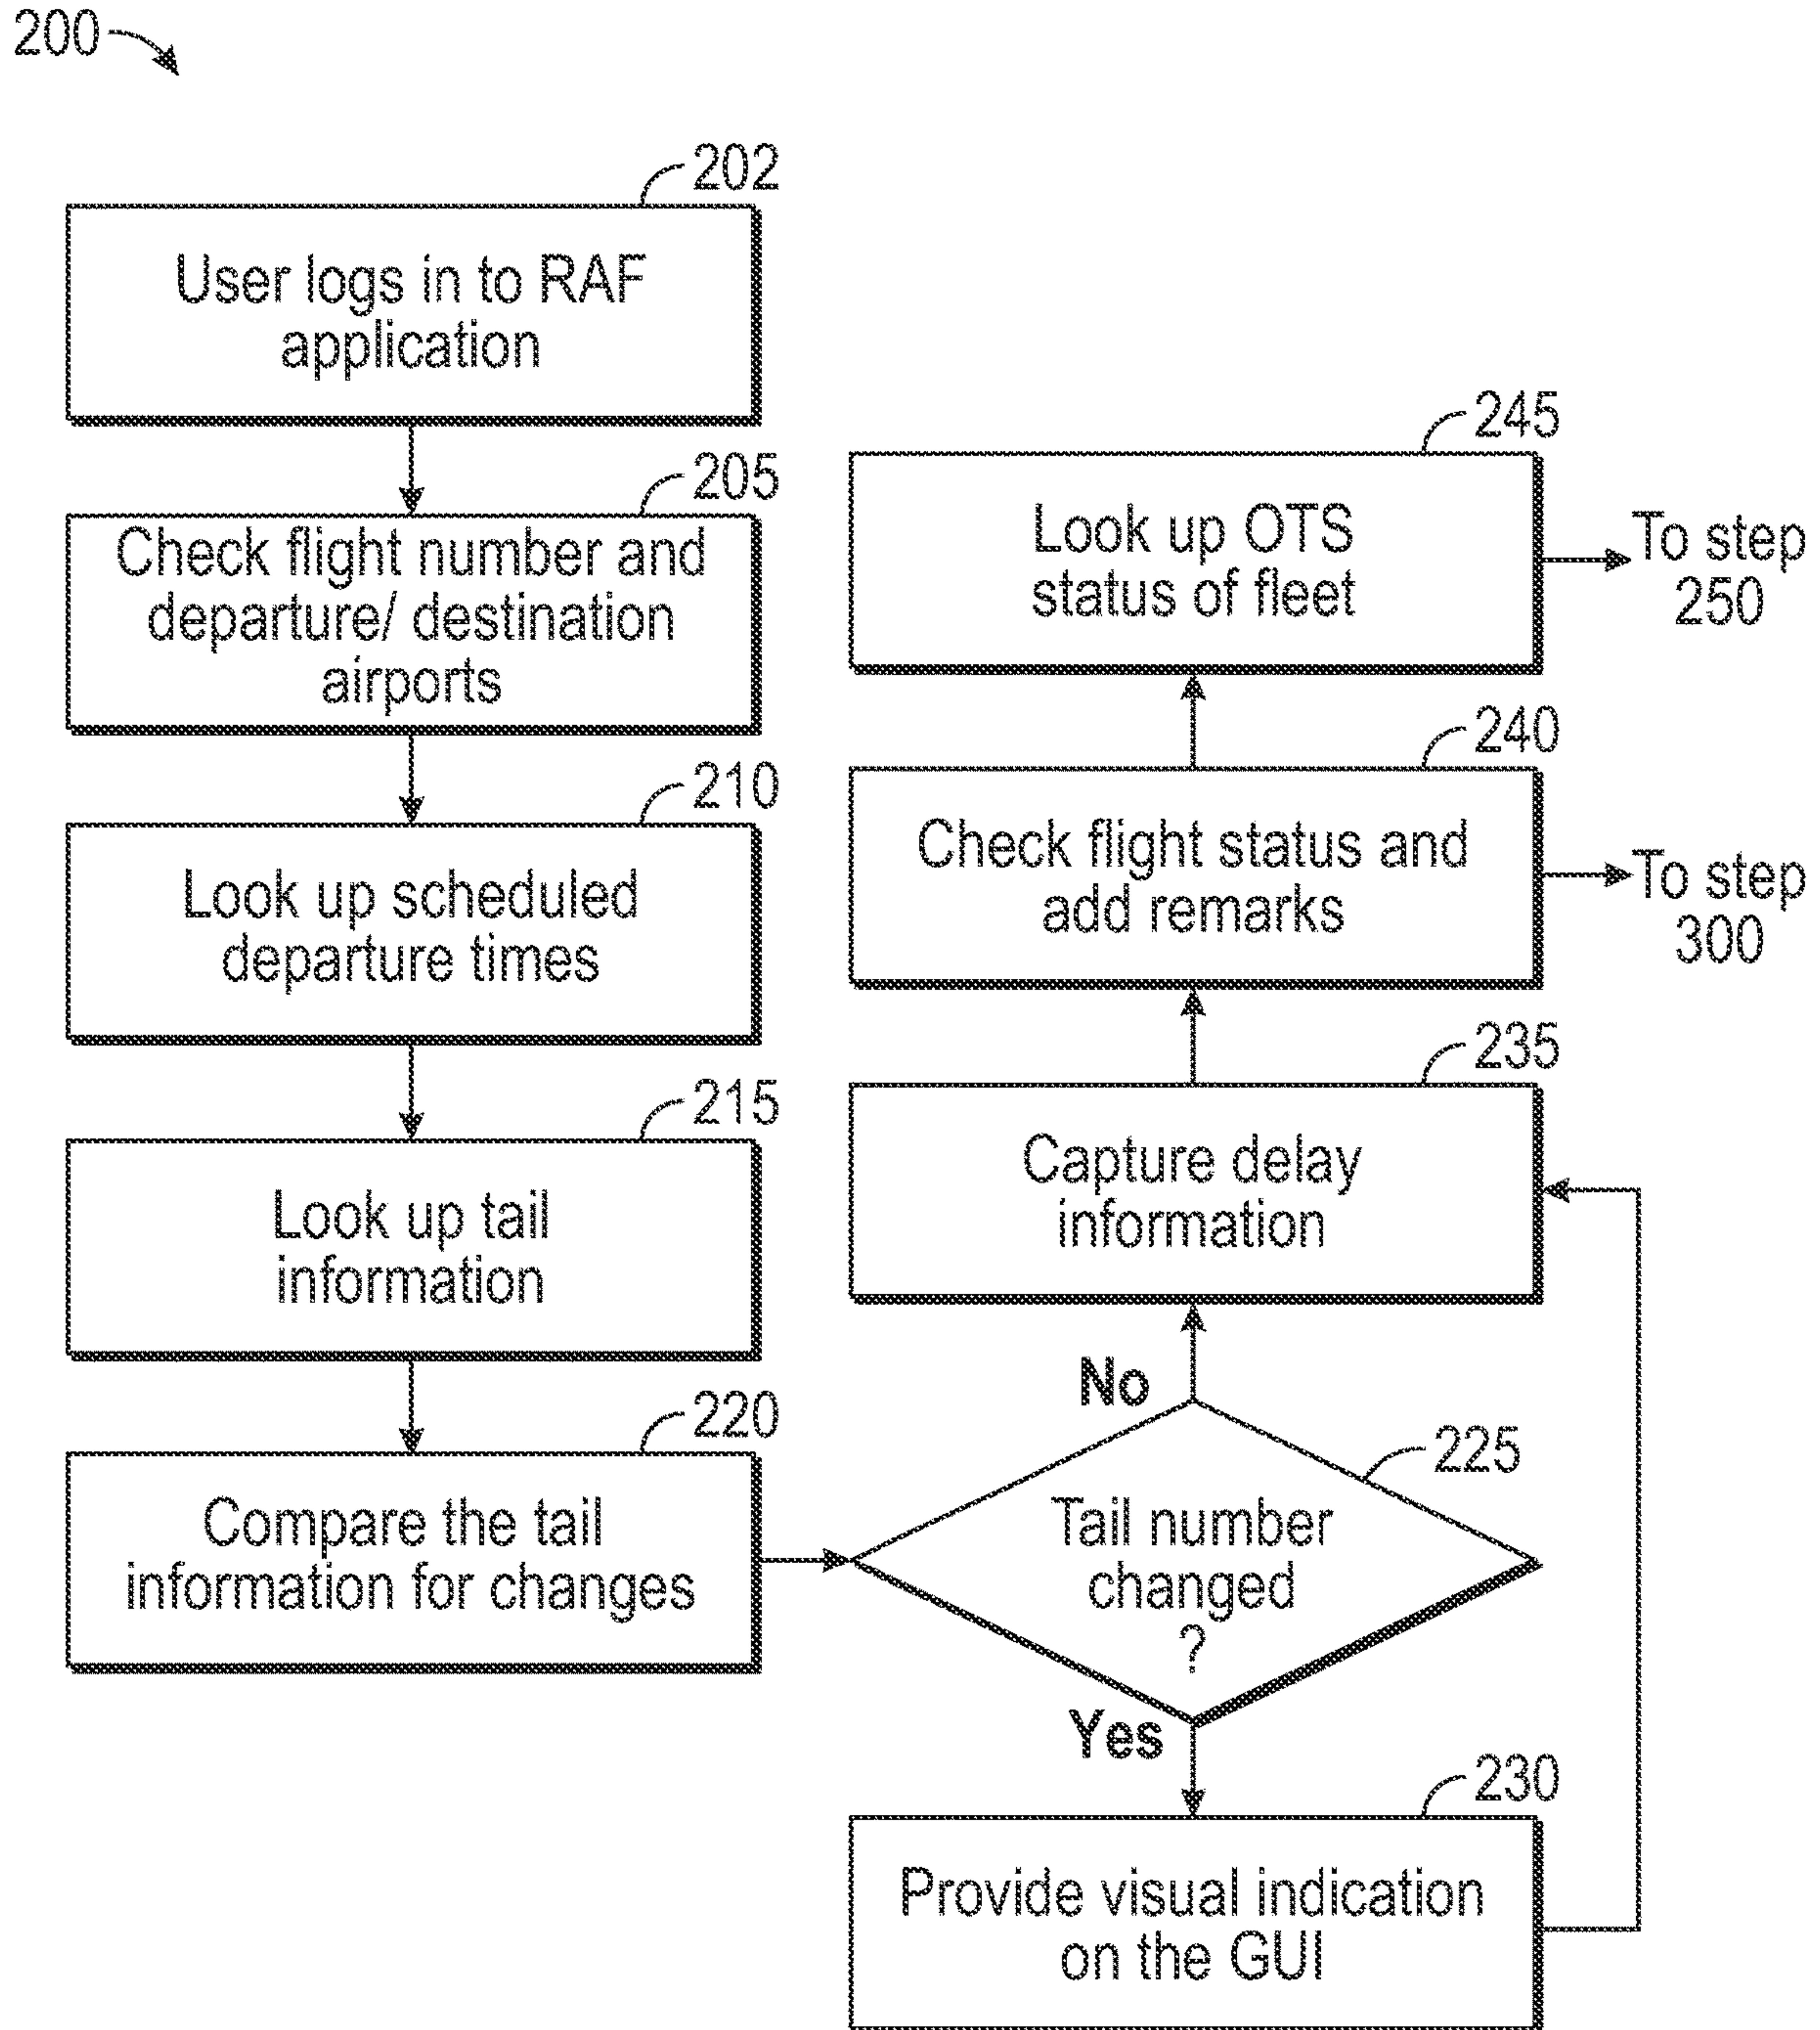 200
202
User logs in to RAF
application
205
Check flight number and
departure/ destination
airports
210
Look up scheduled
departure times
215
Look up tail
information
220
Compare the tail
information for changes
225
Tail number
changed
?
No
Yes
230
Provide visual indication
on the GUI
235
Capture delay
information
240
Check flight status and
add remarks
To step
300
245
Look up OTS
status of fleet
To step
250